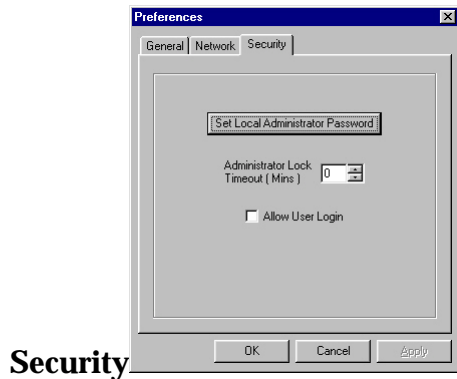 Preferences
General Network Security
Set Local Administrator Password
Administrator Lock
Timeout ( Mins ) 0
Allow User Login
OK Cancel Apply
Security